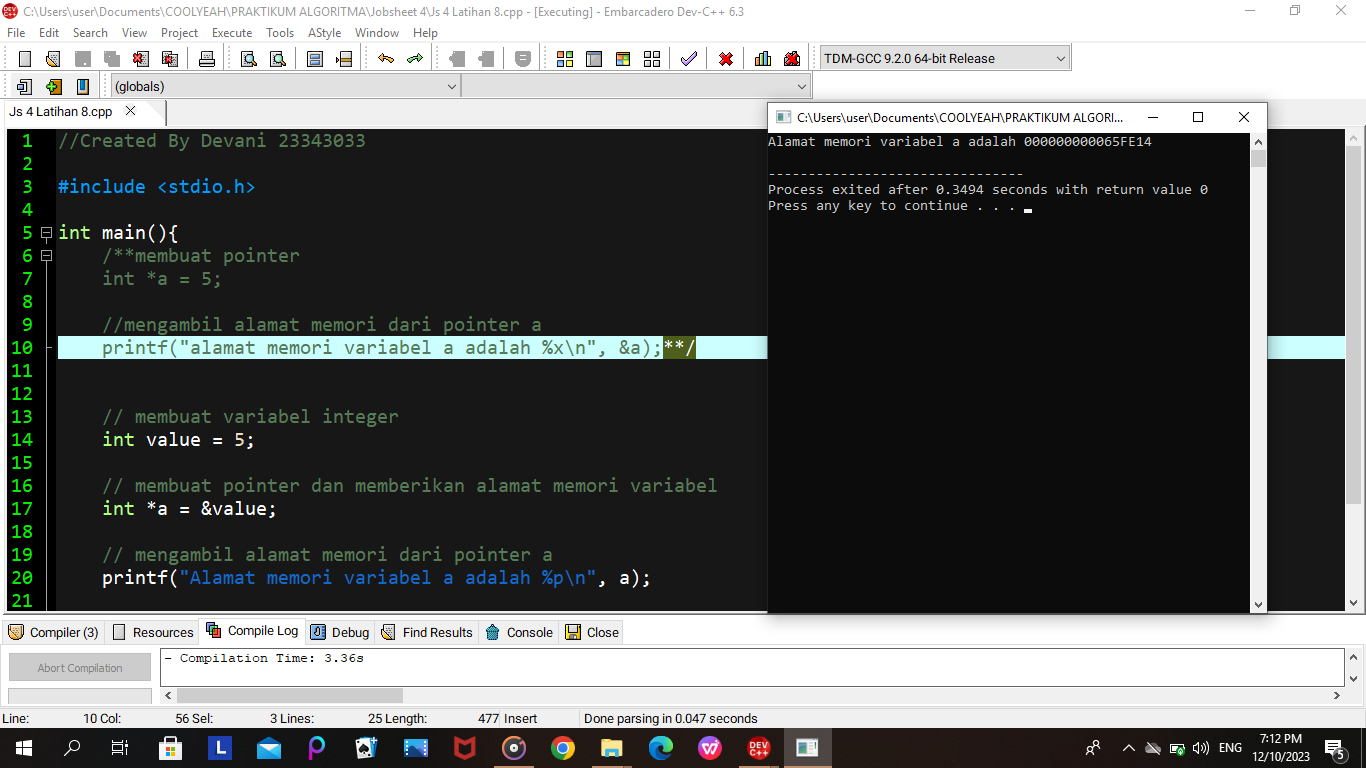 C:\Users\user\Documents\COOLYEAH\PRAKTIKUM ALGORITMA\Jobsheet 4\Js 4 Latihan 8.cpp - [Executing] - Embarcadero Dev-C++ 6.3
File Edit Search View Project Execute Tools AStyle Window Help
TDM-GCC 9.2.0 64-bit Release
(globals)
Js 4 Latihan 8.cpp
1 //Created By Devani 23343033
2
3 #include <stdio.h>
4
5 int main(){
6 /**membuat pointer
7 int *a = 5;
8
9 //mengambil alamat memori dari pointer a
10 printf("alamat memori variabel a adalah %x\n", &a);**/
11
12
13 // membuat variabel integer
14 int value = 5;
15
16 // membuat pointer dan memberikan alamat memori variabel
17 int *a = &value;
18
19 // mengambil alamat memori dari pointer a
20 printf("Alamat memori variabel a adalah %p\n", a);
21
C:\Users\user\Documents\COOLYEAH\PRAKTIKUM ALGORI...
Alamat memori variabel a adalah 000000000065FE14
--------------------------------
Process exited after 0.3494 seconds with return value 0
Press any key to continue . . .
Compiler (3) Resources Compile Log Debug Find Results Console Close
Abort Compilation
- Compilation Time: 3.36s
Line: 10 Col: 56 Sel: 3 Lines: 25 Length: 477 Insert Done parsing in 0.047 seconds
ENG
7:12 PM
12/10/2023
5